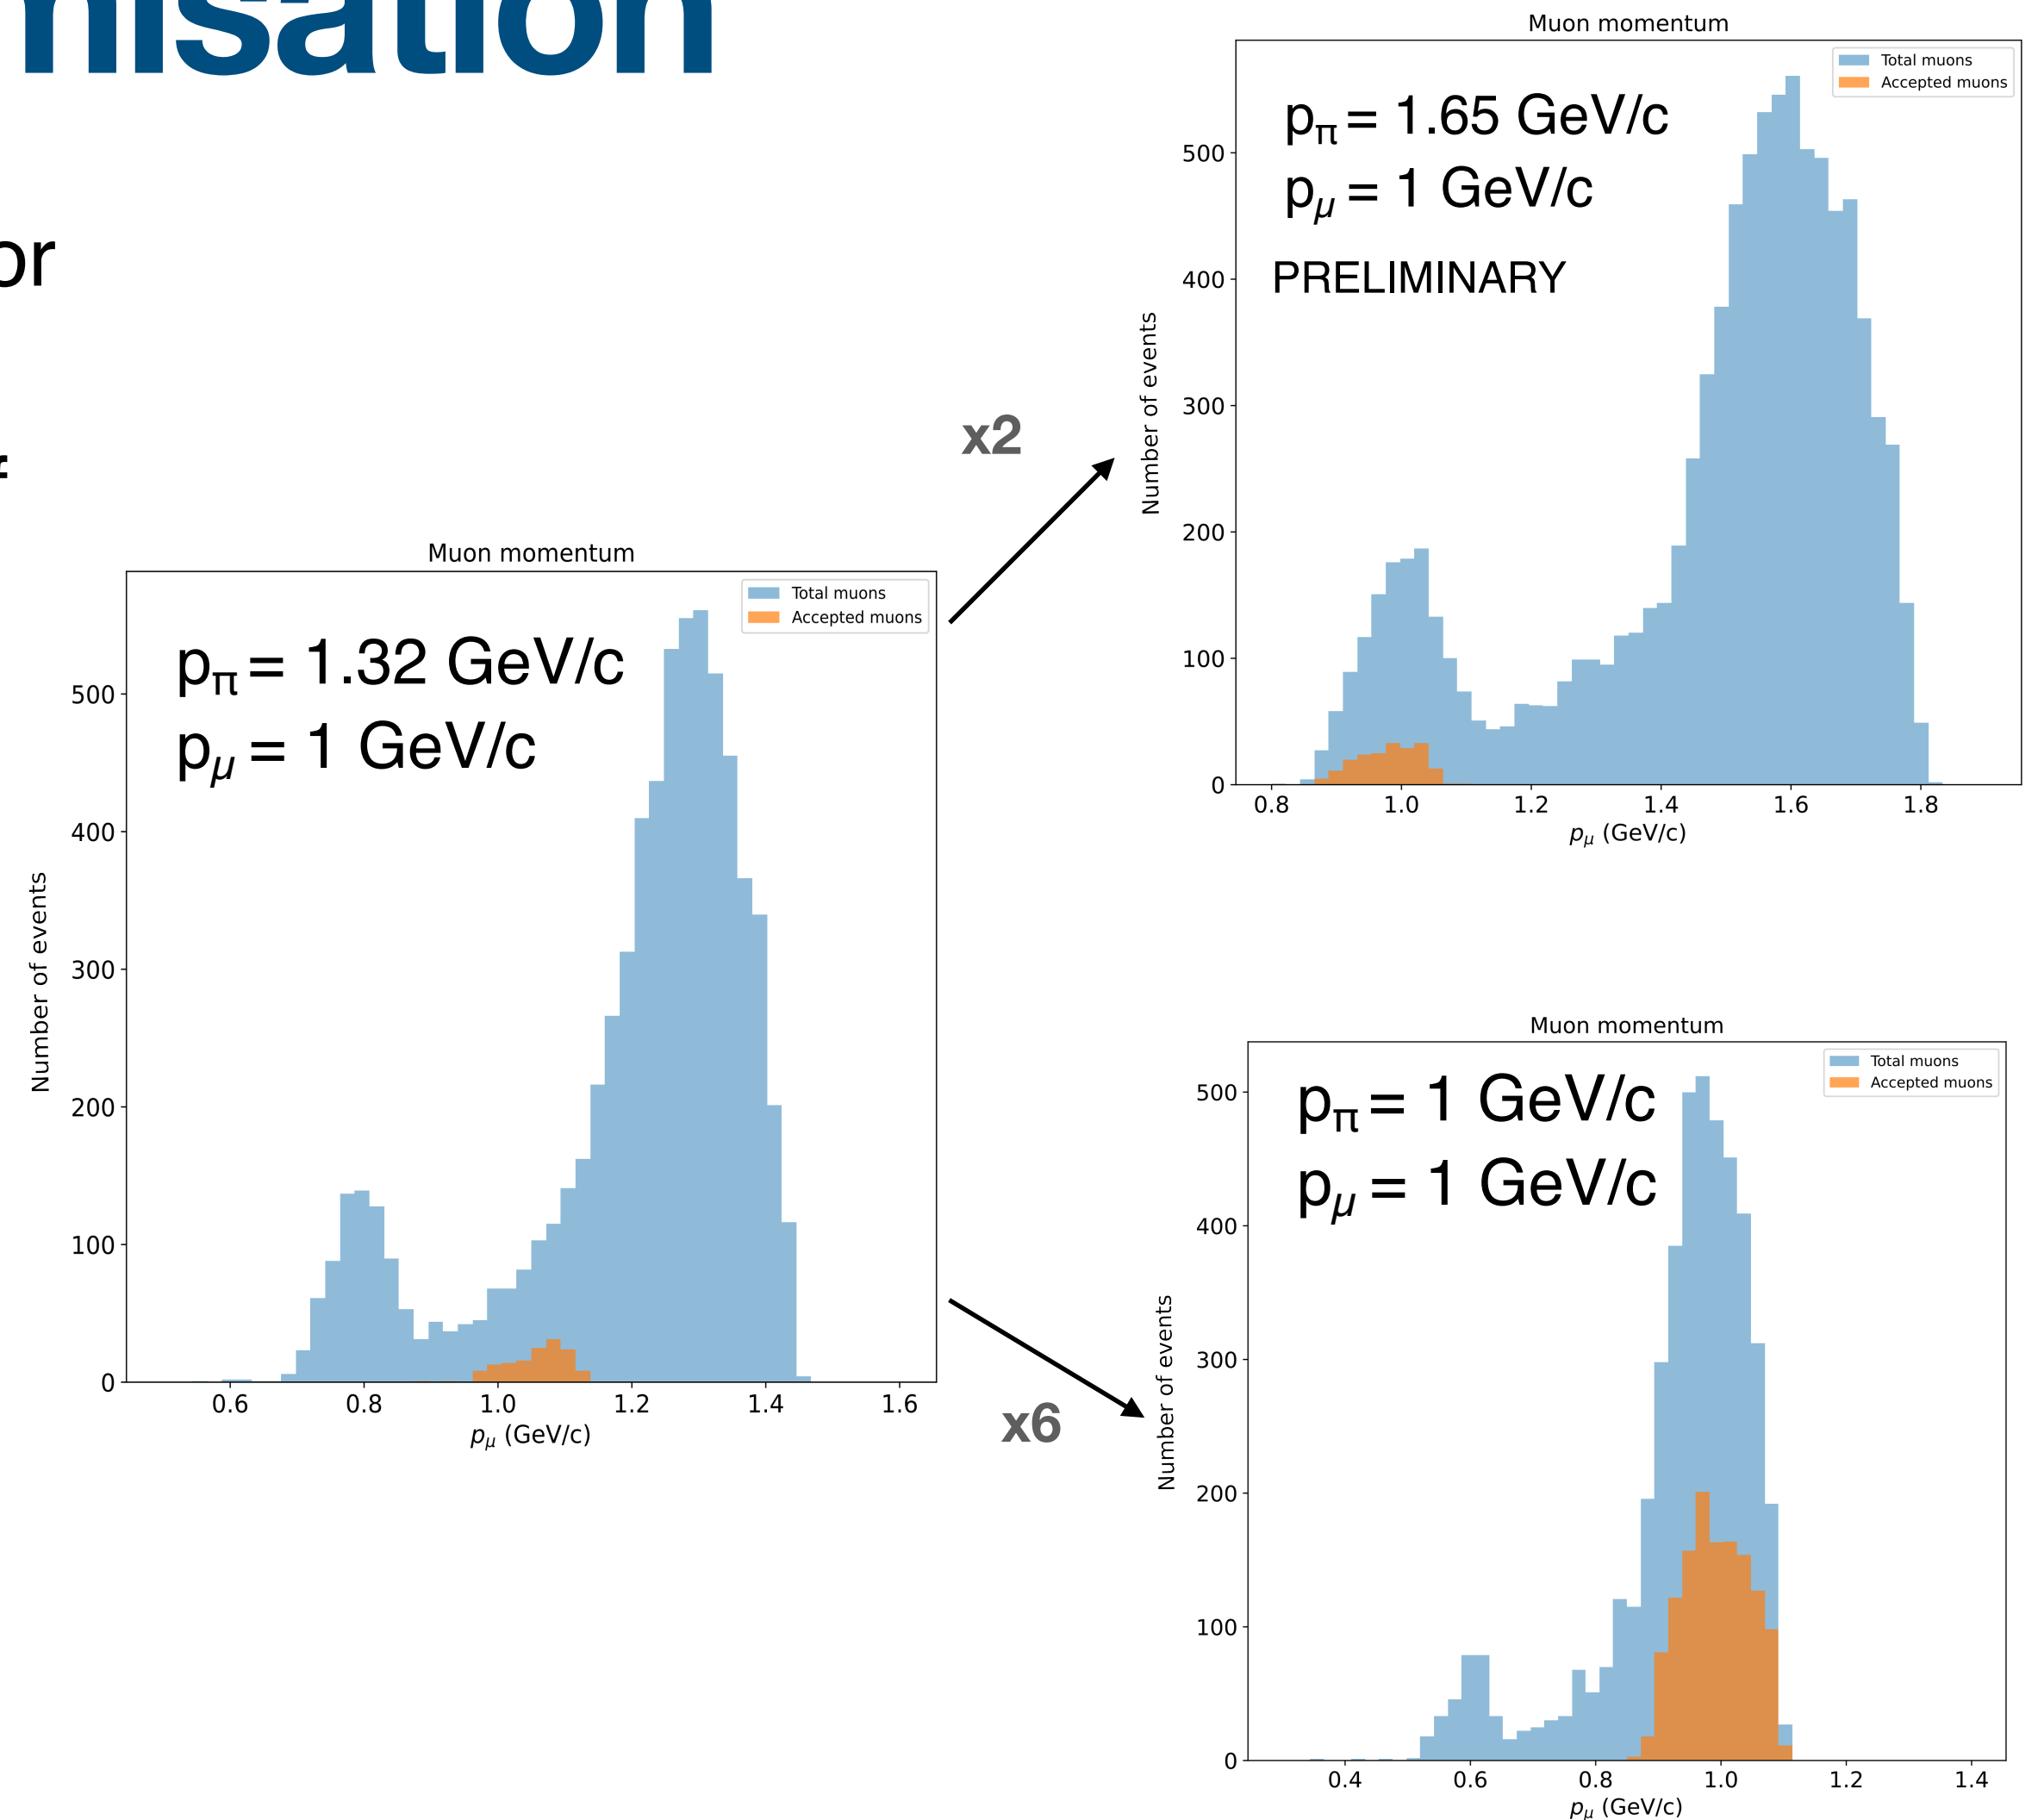 nisation
or
Muon momentum
Total muons
Accepted muons
pπ = 1.65 GeV/c
pμ = 1 GeV/c
PRELIMINARY
Number of events
500
400
300
200
100
0
0.8 1.0 1.2 1.4 1.6 1.8
pμ (GeV/c)
x2
Muon momentum
Total muons
Accepted muons
pπ = 1.32 GeV/c
pμ = 1 GeV/c
Number of events
500
400
300
200
100
0
0.6 0.8 1.0 1.2 1.4 1.6
pμ (GeV/c)
x6
Muon momentum
Total muons
Accepted muons
pπ = 1 GeV/c
pμ = 1 GeV/c
Number of events
500
400
300
200
100
0
0.4 0.6 0.8 1.0 1.2 1.4
pμ (GeV/c)